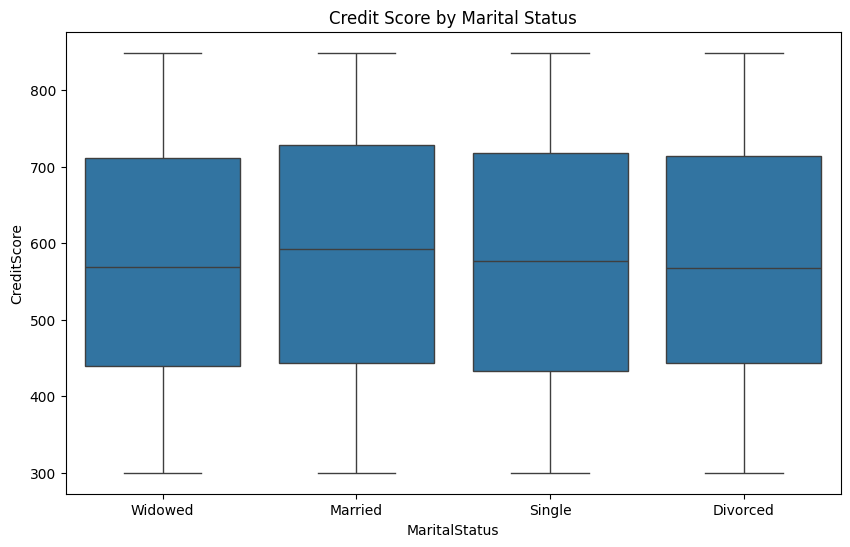 Credit Score by Marital Status
CreditScore
800
700
600
500
400
300
Widowed Married Single Divorced
MaritalStatus